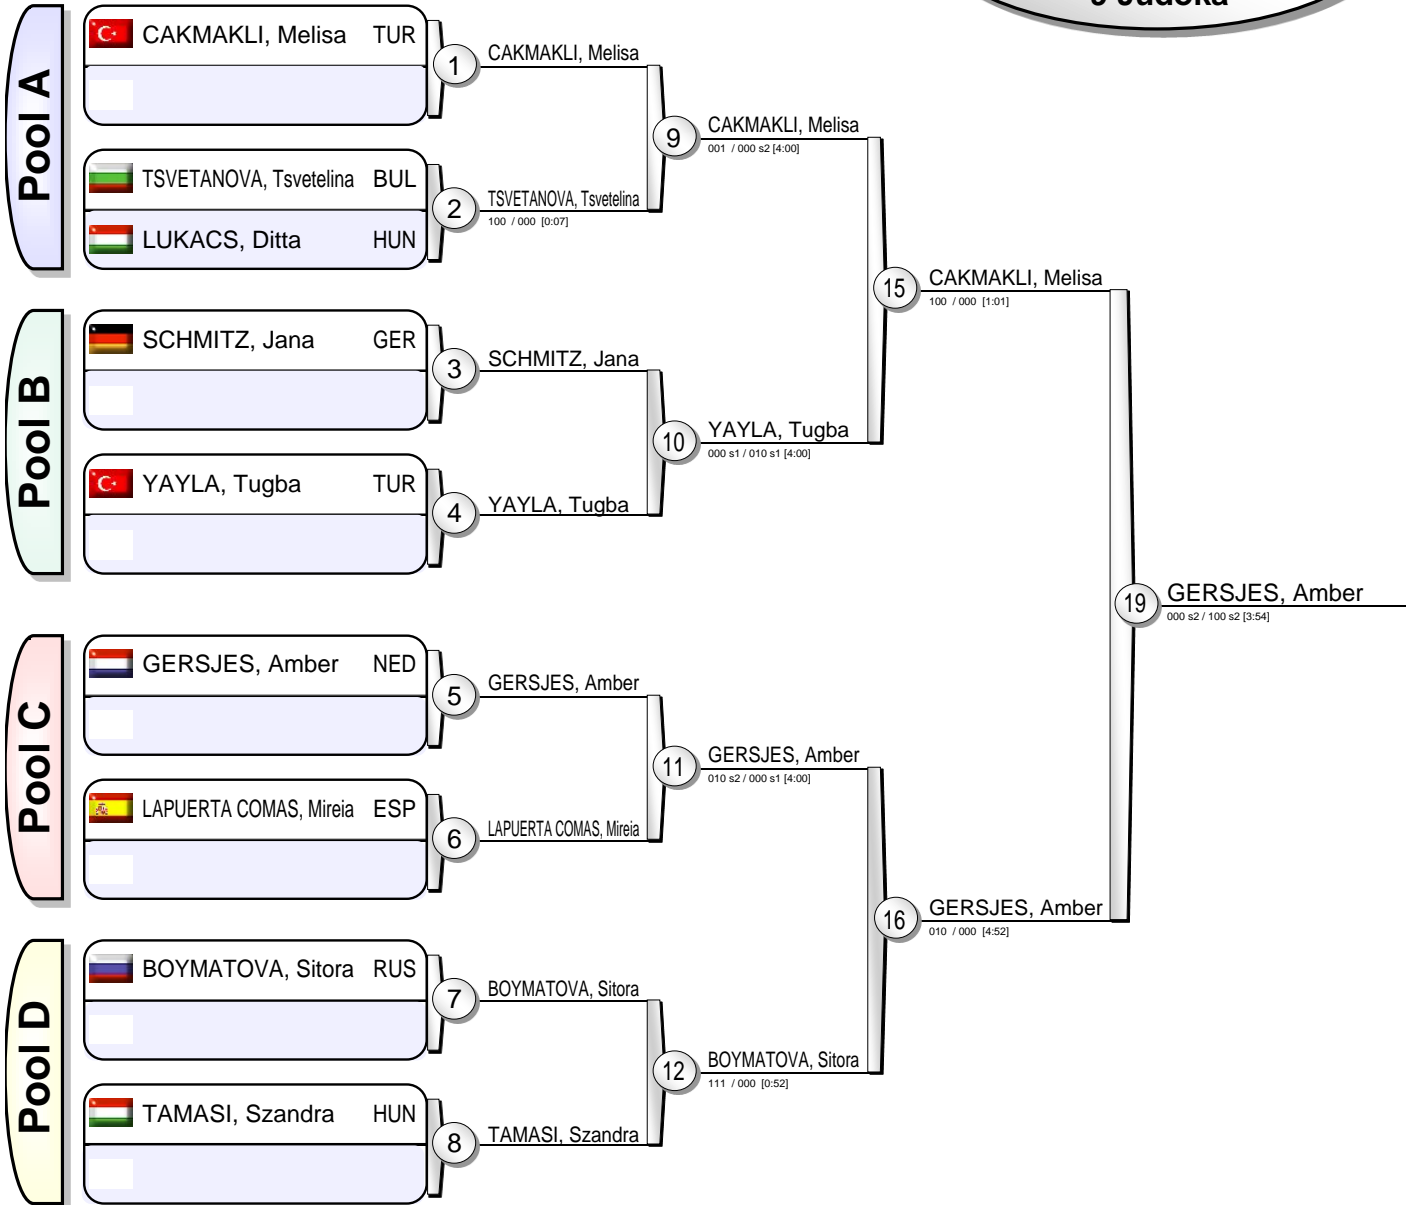 9 Judoka
Pool A
CAKMAKLI, Melisa TUR
1
CAKMAKLI, Melisa
TSVETANOVA, Tsvetelina BUL
LUKACS, Ditta HUN
2
TSVETANOVA, Tsvetelina
100 / 000 [0:07]
9
CAKMAKLI, Melisa
001 / 000 s2 [4:00]
Pool B
SCHMITZ, Jana GER
3
SCHMITZ, Jana
YAYLA, Tugba TUR
4
YAYLA, Tugba
10
YAYLA, Tugba
000 s1 / 010 s1 [4:00]
15
CAKMAKLI, Melisa
100 / 000 [1:01]
Pool C
GERSJES, Amber NED
5
GERSJES, Amber
LAPUERTA COMAS, Mireia ESP
6
LAPUERTA COMAS, Mireia
11
GERSJES, Amber
010 s2 / 000 s1 [4:00]
Pool D
BOYMATOVA, Sitora RUS
7
BOYMATOVA, Sitora
TAMASI, Szandra HUN
8
TAMASI, Szandra
12
BOYMATOVA, Sitora
111 / 000 [0:52]
16
GERSJES, Amber
010 / 000 [4:52]
19
GERSJES, Amber
000 s2 / 100 s2 [3:54]